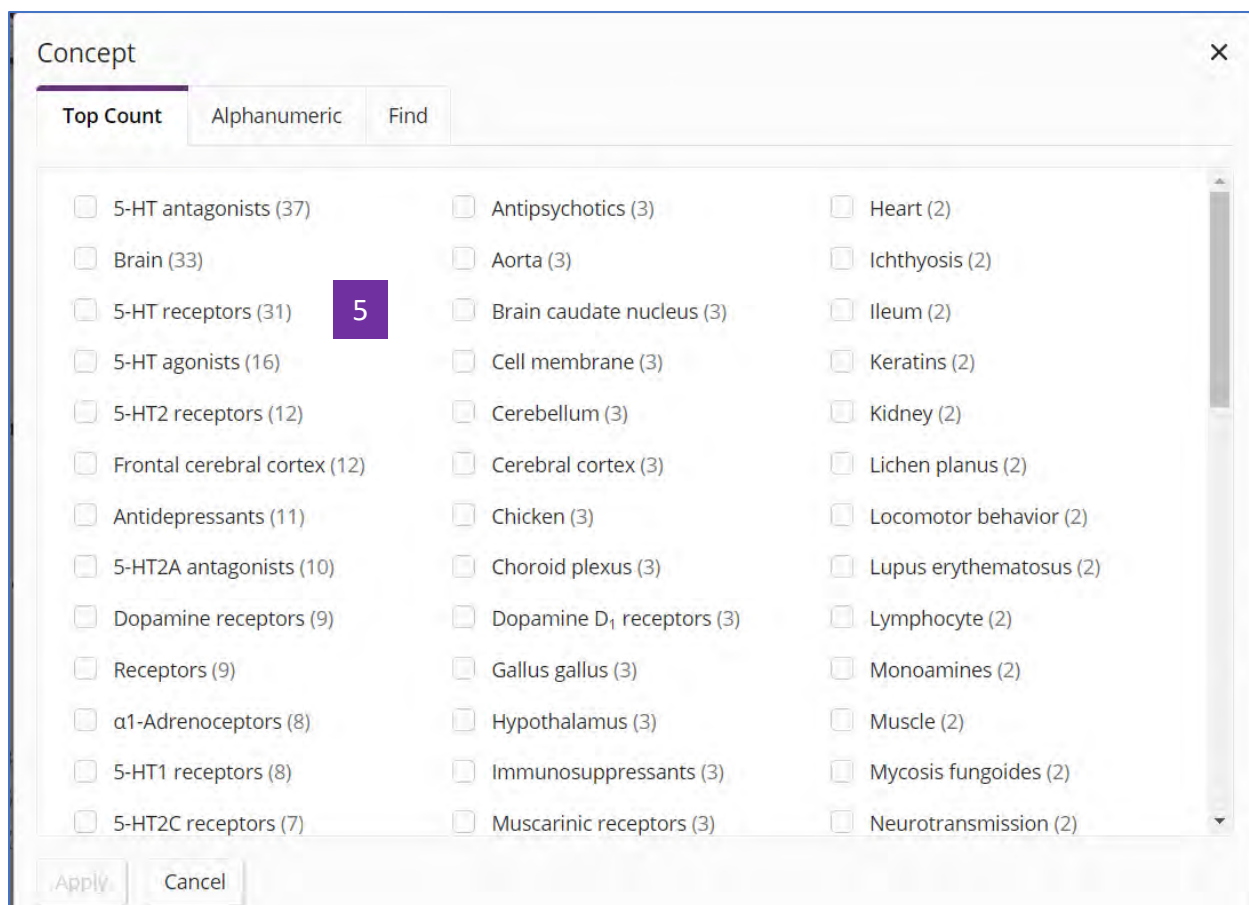 Concept
Top Count
Alphanumeric
Find
5-HT antagonists (37)
Brain (33)
5-HT receptors (31)
5
5-HT agonists (16)
5-HT2 receptors (12)
Frontal cerebral cortex (12)
Antidepressants (11)
5-HT2A antagonists (10)
Dopamine receptors (9)
Receptors (9)
α1-Adrenoceptors (8)
5-HT1 receptors (8)
5-HT2C receptors (7)
Antipsychotics (3)
Aorta (3)
Brain caudate nucleus (3)
Cell membrane (3)
Cerebellum (3)
Cerebral cortex (3)
Chicken (3)
Choroid plexus (3)
Dopamine D₁ receptors (3)
Gallus gallus (3)
Hypothalamus (3)
Immunosuppressants (3)
Muscarinic receptors (3)
Heart (2)
Ichthyosis (2)
Ileum (2)
Keratins (2)
Kidney (2)
Lichen planus (2)
Locomotor behavior (2)
Lupus erythematosus (2)
Lymphocyte (2)
Monoamines (2)
Muscle (2)
Mycosis fungoides (2)
Neurotransmission (2)
Apply
Cancel